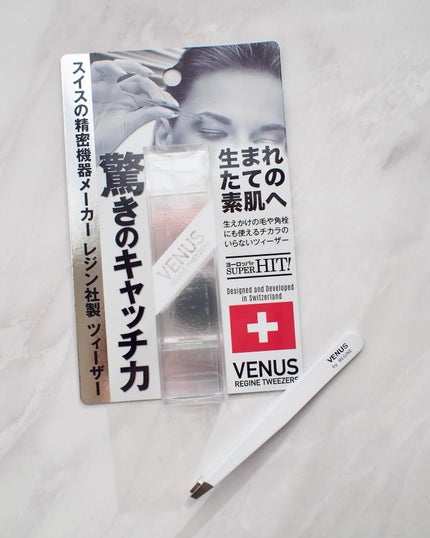 スイスの精密機器メーカー レジン社製 ツィーザー
驚きのキャッチ力
生まれ
たての
素肌へ
生えかけの毛や角栓
にも使えるチカラの
いらないツィーザー
ヨーロッパで
SUPER HIT!
Designed and Developed
in Switzerland
VENUS
REGINE TWEEZERS
VENUS
REGINE TWEEZERS
VENUS
by REGINE